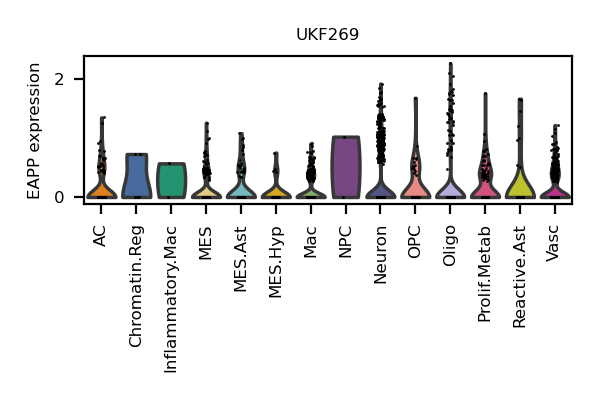 UKF269
EAPP expression
2
0
AC
Chromatin.Reg
Inflammatory.Mac
MES
MES.Ast
MES.Hyp
Mac
NPC
Neuron
OPC
Oligo
Prolif.Metab
Reactive.Ast
Vasc